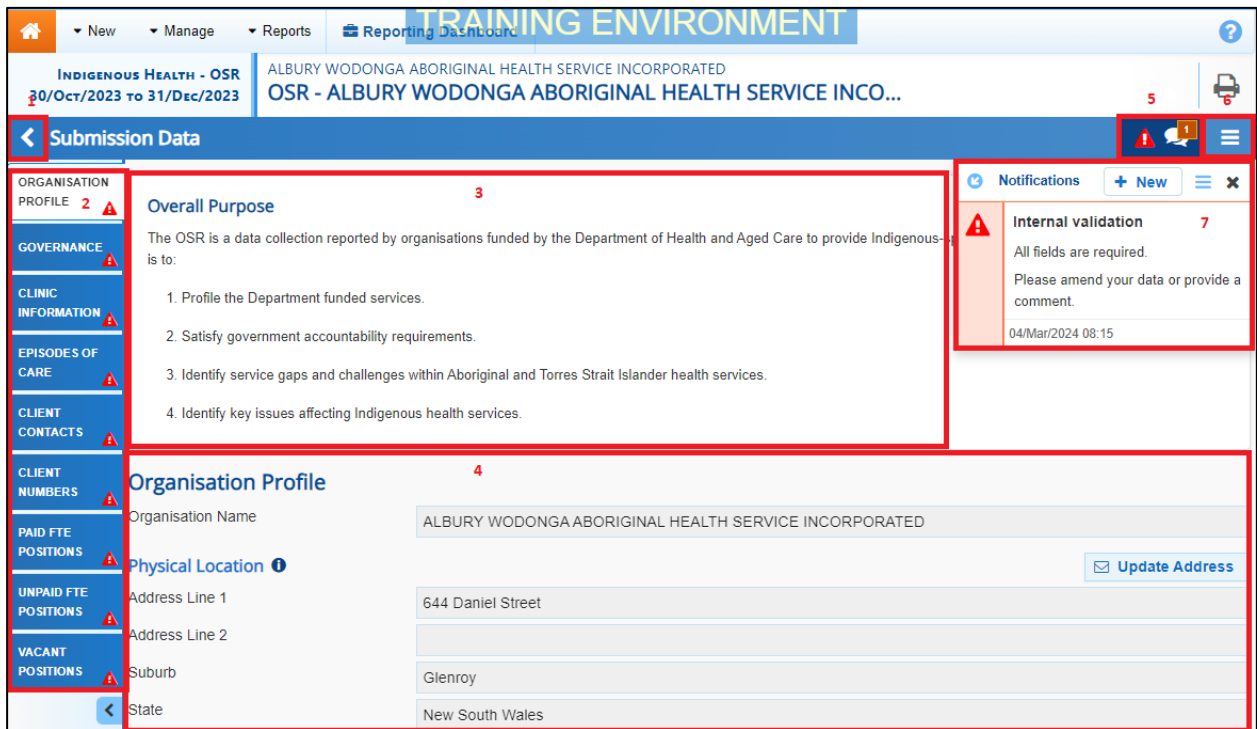 TRAINING ENVIRONMENT
New Manage Reports Reporting Dashboard ?
INDIGENOUS HEALTH - OSR
30/OCT/2023 TO 31/DEC/2023
1
ALBURY WODONGA ABORIGINAL HEALTH SERVICE INCORPORATED
OSR - ALBURY WODONGA ABORIGINAL HEALTH SERVICE INCO...
5
6
Submission Data
1
ORGANISATION
PROFILE 2
GOVERNANCE
CLINIC
INFORMATION
EPISODES OF
CARE
CLIENT
CONTACTS
CLIENT
NUMBERS
PAID FTE
POSITIONS
UNPAID FTE
POSITIONS
VACANT
POSITIONS
3
Overall Purpose
The OSR is a data collection reported by organisations funded by the Department of Health and Aged Care to provide Indigenous-sp
is to:
1. Profile the Department funded services.
2. Satisfy government accountability requirements.
3. Identify service gaps and challenges within Aboriginal and Torres Strait Islander health services.
4. Identify key issues affecting Indigenous health services.
Notifications + New
Internal validation
7
All fields are required.
Please amend your data or provide a
comment.
04/Mar/2024 08:15
4
Organisation Profile
Organisation Name ALBURY WODONGA ABORIGINAL HEALTH SERVICE INCORPORATED
Physical Location Update Address
Address Line 1 644 Daniel Street
Address Line 2
Suburb Glenroy
State New South Wales